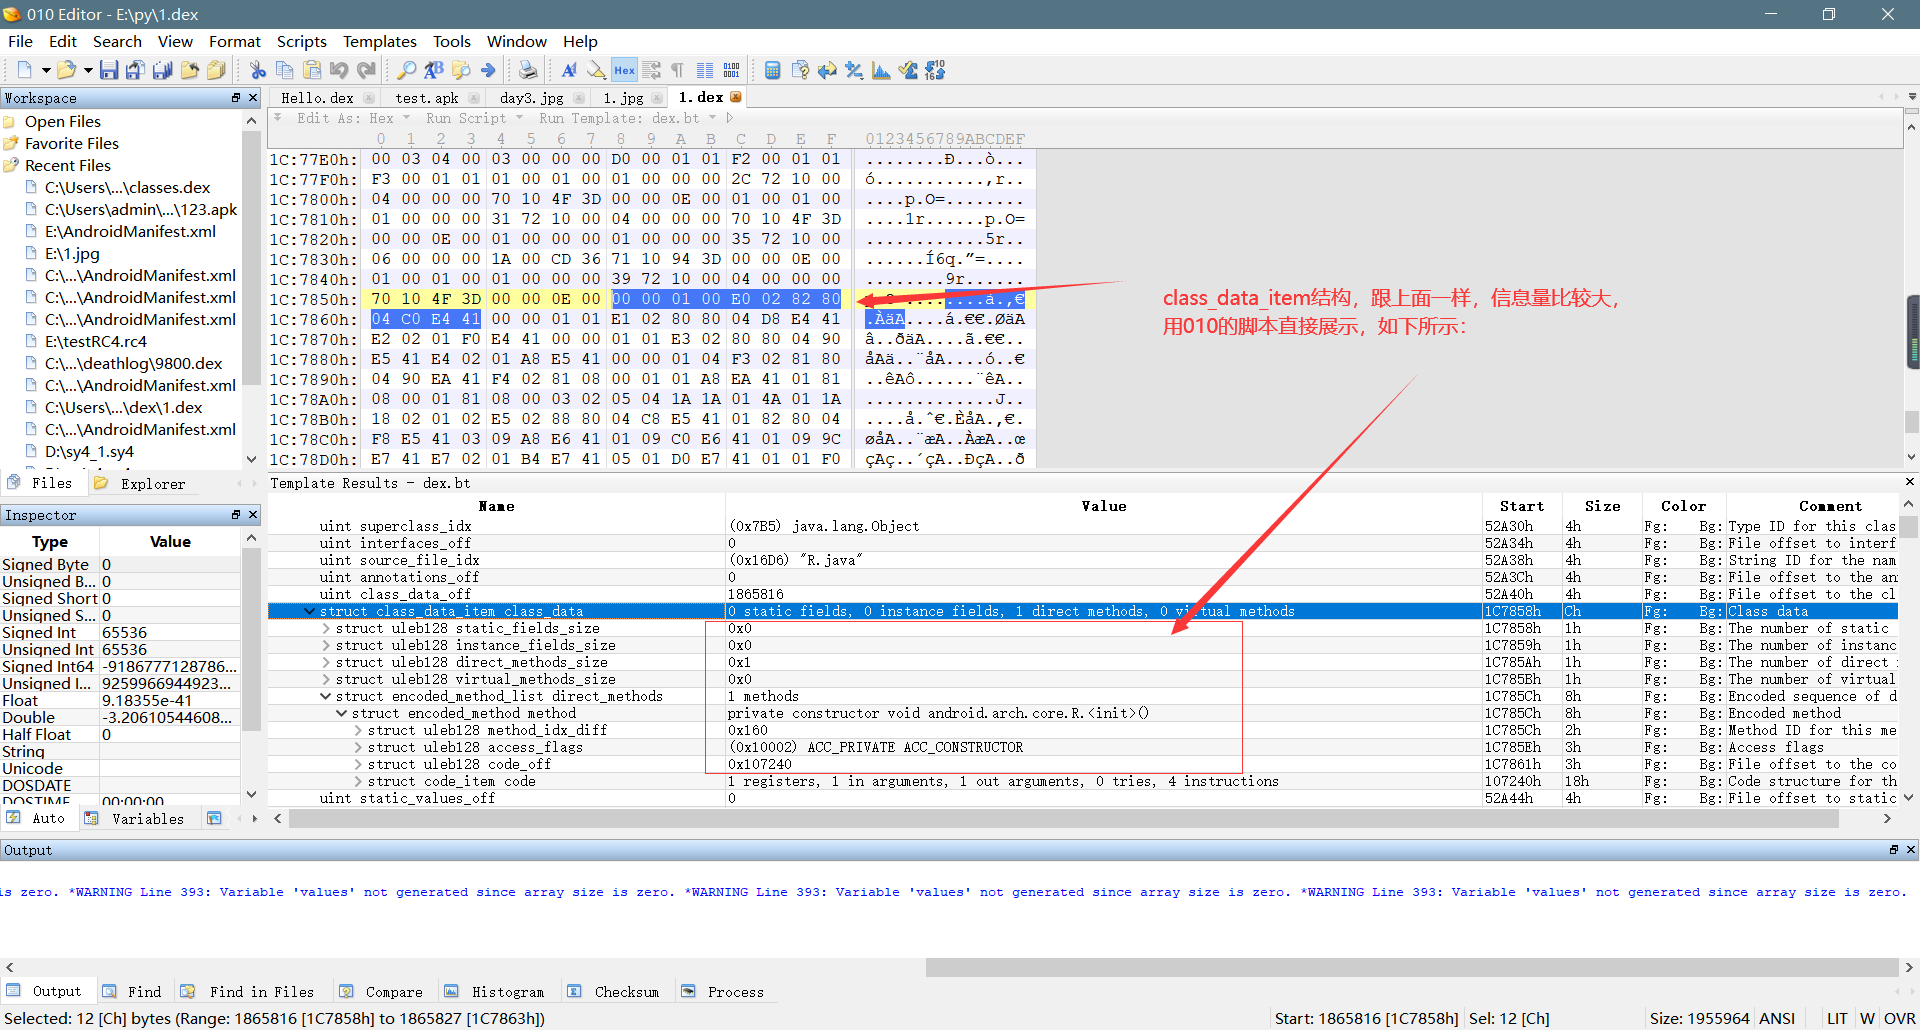 010 Editor - E:\py\1.dex
File Edit Search View Format Scripts Templates Tools Window Help
Workspace
Hello.dex test.apk day3.jpg 1.jpg 1.dex
Edit As: Hex Run Script Run Template: dex.bt
Open Files
Favorite Files
Recent Files
C:\Users\...\classes.dex
C:\Users\admin\...\123.apk
E:\AndroidManifest.xml
E:\1.jpg
C:\...\AndroidManifest.xml
C:\...\AndroidManifest.xml
C:\...\AndroidManifest.xml
E:\testRC4.rc4
C:\...\deathlog\9800.dex
C:\...\AndroidManifest.xml
C:\Users\...\dex\1.dex
C:\...\AndroidManifest.xml
D:\sy4_1.sy4
Files Explorer
0 1 2 3 4 5 6 7 8 9 A B C D E F 0123456789ABCDEF
1C:77E0h: 00 03 04 00 03 00 00 00 D0 00 01 01 F2 00 01 01 ........Ð...ò...
1C:77F0h: F3 00 01 01 01 00 01 00 01 00 00 00 2C 72 10 00 ó...........,r..
1C:7800h: 04 00 00 00 70 10 4F 3D 00 00 0E 00 01 00 01 00 ....p.O=........
1C:7810h: 01 00 00 00 31 72 10 00 04 00 00 00 70 10 4F 3D ....1r......p.O=
1C:7820h: 00 00 0E 00 01 00 00 00 01 00 00 00 35 72 10 00 ............5r..
1C:7830h: 06 00 00 00 1A 00 CD 36 71 10 94 3D 00 00 0E 00 ......Í6q.”=....
1C:7840h: 01 00 01 00 01 00 00 00 39 72 10 00 04 00 00 00 ........9r......
1C:7850h: 70 10 4F 3D 00 00 0E 00 00 00 01 00 E0 02 82 80
1C:7860h: 04 C0 E4 41 00 00 01 01 E1 02 80 80 04 D8 E4 41 .ÀäA....á.€€.ØäA
1C:7870h: E2 02 01 F0 E4 41 00 00 01 01 E3 02 80 80 04 90 â..ðäA....ã.€€..
1C:7880h: E5 41 E4 02 01 A8 E5 41 00 00 01 04 F3 02 81 80 åAä..¨åA....ó..€
1C:7890h: 04 90 EA 41 F4 02 81 08 00 01 01 A8 EA 41 01 81 ..êAô......¨êA..
1C:78A0h: 08 00 01 81 08 00 03 02 05 04 1A 1A 01 4A 01 1A .............J..
1C:78B0h: 18 02 01 02 E5 02 88 80 04 C8 E5 41 01 82 80 04 ....å.ˆ€.ÈåA.‚€.
1C:78C0h: F8 E5 41 03 09 A8 E6 41 01 09 C0 E6 41 01 09 9C øåA..¨æA..ÀæA..œ
1C:78D0h: E7 41 E7 02 01 B4 E7 41 05 01 D0 E7 41 01 01 F0 çAç..´çA..ÐçA..ð
class_data_item结构，跟上面一样，信息量比较大，
用010的脚本直接展示，如下所示：
Template Results - dex.bt
Name Value Start Size Color Comment
uint superclass_idx (0x7B5) java.lang.Object 52A30h 4h Fg: Bg: Type ID for this clas
uint interfaces_off 0 52A34h 4h Fg: Bg: File offset to interf
uint source_file_idx (0x16D6) "R.java" 52A38h 4h Fg: Bg: String ID for the nam
uint annotations_off 0 52A3Ch 4h Fg: Bg: File offset to the an
uint class_data_off 1865816 52A40h 4h Fg: Bg: File offset to the cl
struct class_data_item class_data 0 static fields, 0 instance fields, 1 direct methods, 0 virtual methods 1C7858h Ch Fg: Bg: Class data
struct uleb128 static_fields_size 0x0 1C7858h 1h Fg: Bg: The number of static
struct uleb128 instance_fields_size 0x0 1C7859h 1h Fg: Bg: The number of instanc
struct uleb128 direct_methods_size 0x1 1C785Ah 1h Fg: Bg: The number of direct
struct uleb128 virtual_methods_size 0x0 1C785Bh 1h Fg: Bg: The number of virtual
struct encoded_method_list direct_methods 1 methods 1C785Ch 8h Fg: Bg: Encoded sequence of d
struct encoded_method method private constructor void android.arch.core.R.<init>() 1C785Ch 8h Fg: Bg: Encoded method
struct uleb128 method_idx_diff 0x160 1C785Ch 2h Fg: Bg: Method ID for this me
struct uleb128 access_flags (0x10002) ACC_PRIVATE ACC_CONSTRUCTOR 1C785Eh 3h Fg: Bg: Access flags
struct uleb128 code_off 0x107240 1C7861h 3h Fg: Bg: File offset to the co
struct code_item code 1 registers, 1 in arguments, 1 out arguments, 0 tries, 4 instructions 107240h 18h Fg: Bg: Code structure for th
uint static_values_off 0 52A44h 4h Fg: Bg: File offset to static
Inspector
Type Value
Signed Byte 0
Unsigned B... 0
Signed Short 0
Unsigned S... 0
Signed Int 65536
Unsigned Int 65536
Signed Int64 -9186777128786...
Unsigned I... 9259966944923...
Float 9.18355e-41
Double -3.20610544608...
Half Float 0
String
Unicode
DOSDATE
DOSTIME 00:00:00
Auto Variables
Output
is zero. *WARNING Line 393: Variable 'values' not generated since array size is zero. *WARNING Line 393: Variable 'values' not generated since array size is zero. *WARNING Line 393: Variable 'values' not generated since array size is zero.
Output Find Find in Files Compare Histogram Checksum Process
Selected: 12 [Ch] bytes (Range: 1865816 [1C7858h] to 1865827 [1C7863h]) Start: 1865816 [1C7858h] Sel: 12 [Ch] Size: 1955964 ANSI LIT W OVR